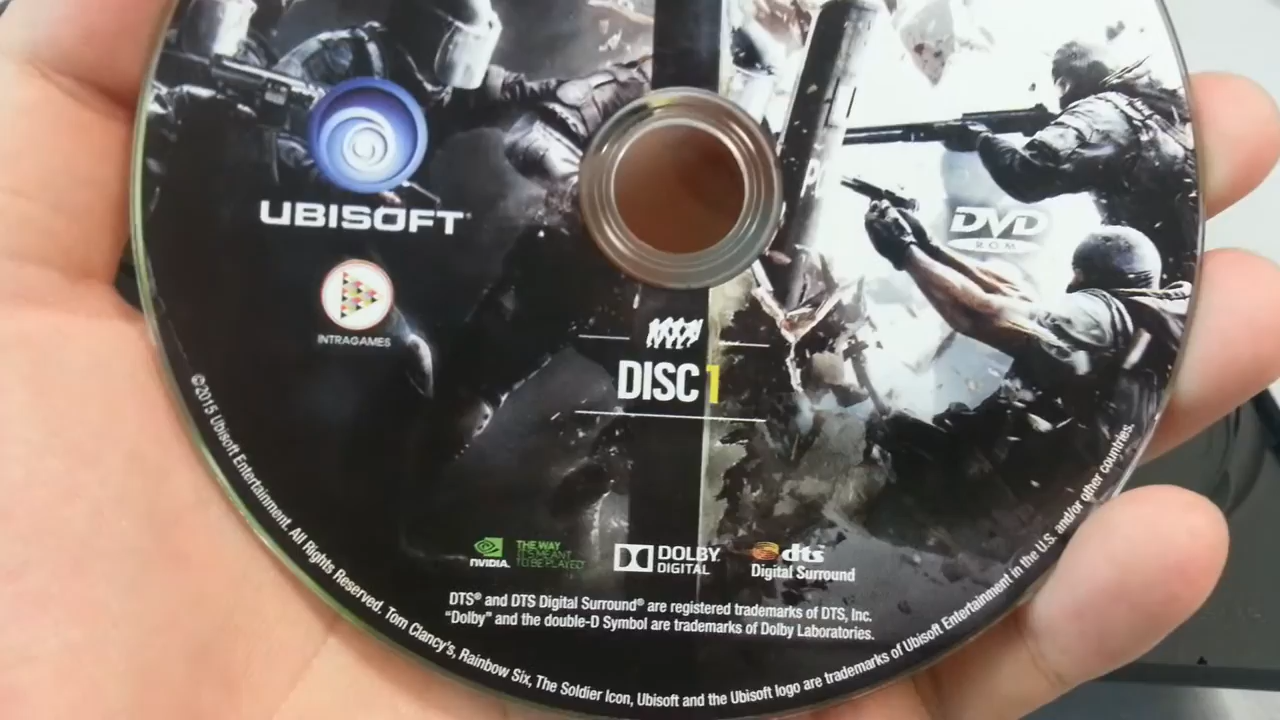 UBISOFT
DVD
ROM
INTRAGAMES
DISC 1
NVIDIA.
THE WAY
IT'S MEANT
TO BE PLAYED
DOLBY
DIGITAL
dts
Digital Surround
DTS® and DTS Digital Surround® are registered trademarks of DTS, Inc.
“Dolby” and the double-D Symbol are trademarks of Dolby Laboratories.
©2015 Ubisoft Entertainment. All Rights Reserved. Tom Clancy's, Rainbow Six, The Soldier Icon, Ubisoft and the Ubisoft logo are trademarks of Ubisoft Entertainment in the U.S. and/or other countries.